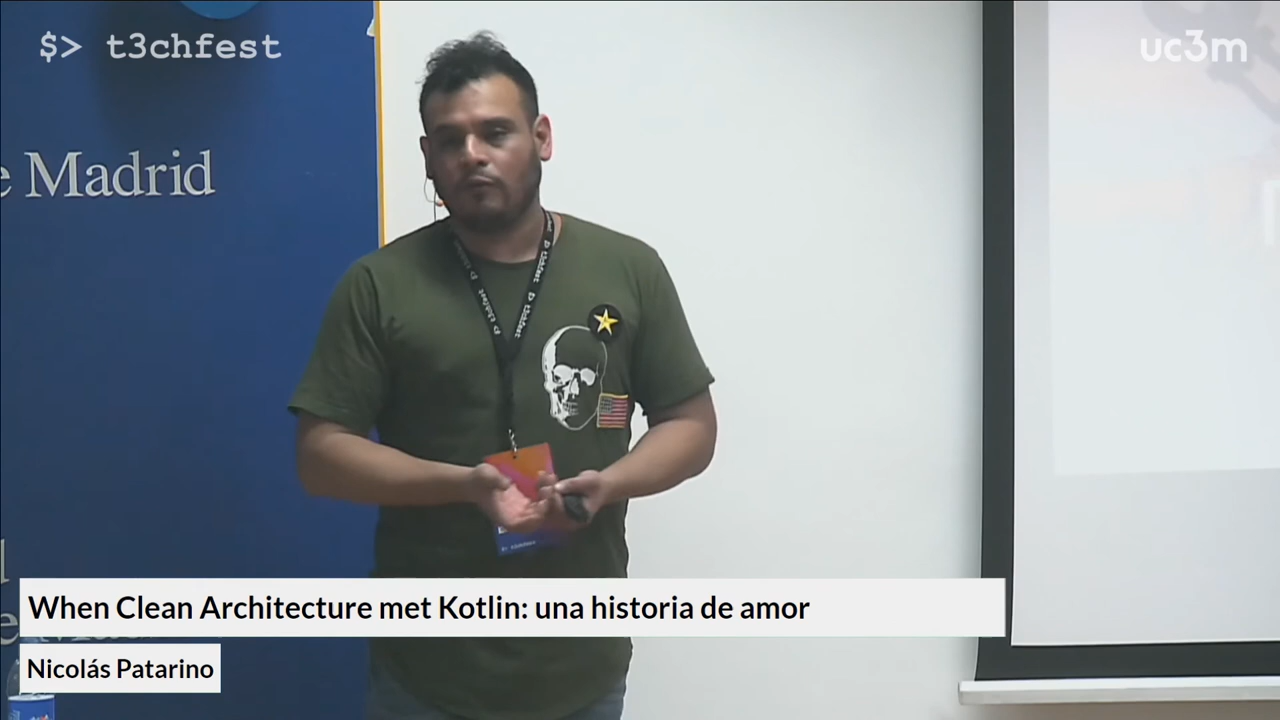 $> t3chfest
uc3m
e Madrid
When Clean Architecture met Kotlin: una historia de amor
Nicolás Patarino